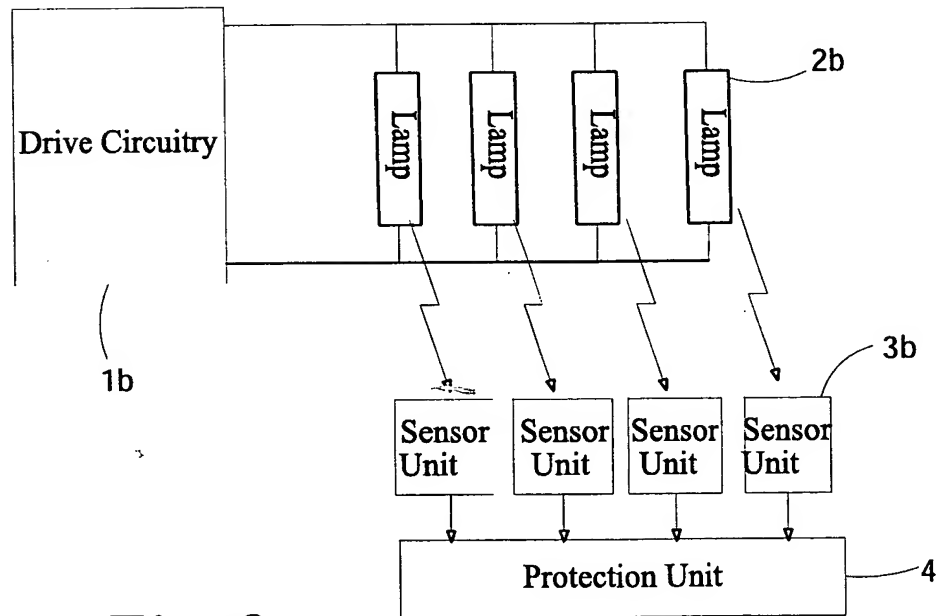 2b
Lamp
Lamp
Lamp
Lamp
Drive Circuitry
1b
3b
Sensor
Unit
Sensor
Unit
Sensor
Unit
Sensor
Unit
Protection Unit
4